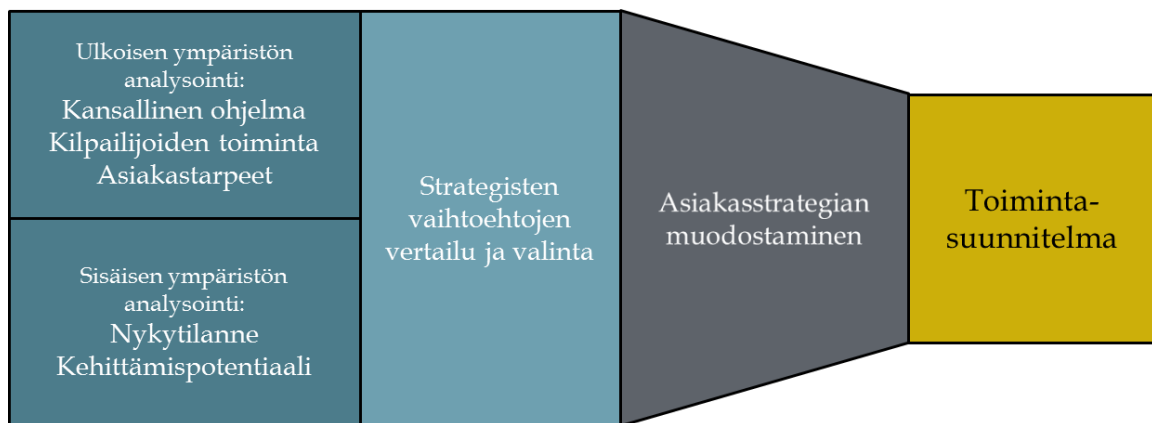 Ulkoisen ympäristön
analysointi:
Kansallinen ohjelma
Kilpailijoiden toiminta
Asiakastarpeet
Sisäisen ympäristön
analysointi:
Nykytilanne
Kehittämispotentiaali
Strategisten
vaihtoehtojen
vertailu ja valinta
Asiakasstrategian
muodostaminen
Toiminta-
suunnitelma